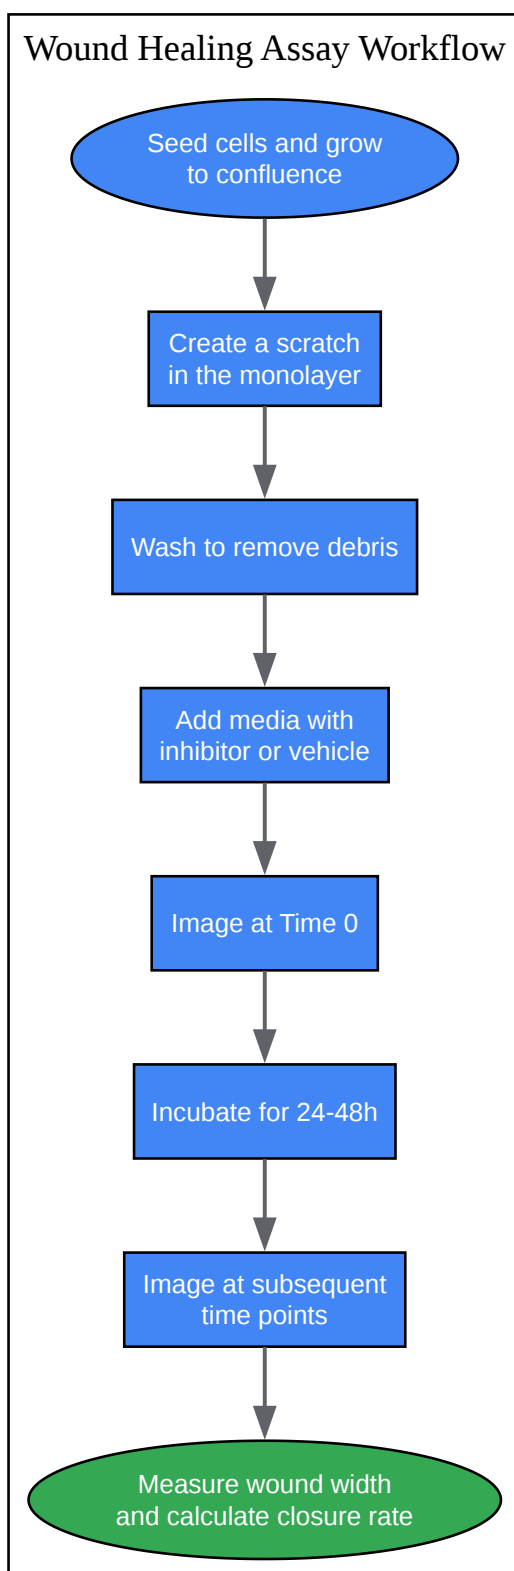 Wound Healing Assay Workflow
Seed cells and grow
to confluence
Create a scratch
in the monolayer
Wash to remove debris
Add media with
inhibitor or vehicle
Image at Time 0
Incubate for 24-48h
Image at subsequent
time points
Measure wound width
and calculate closure rate